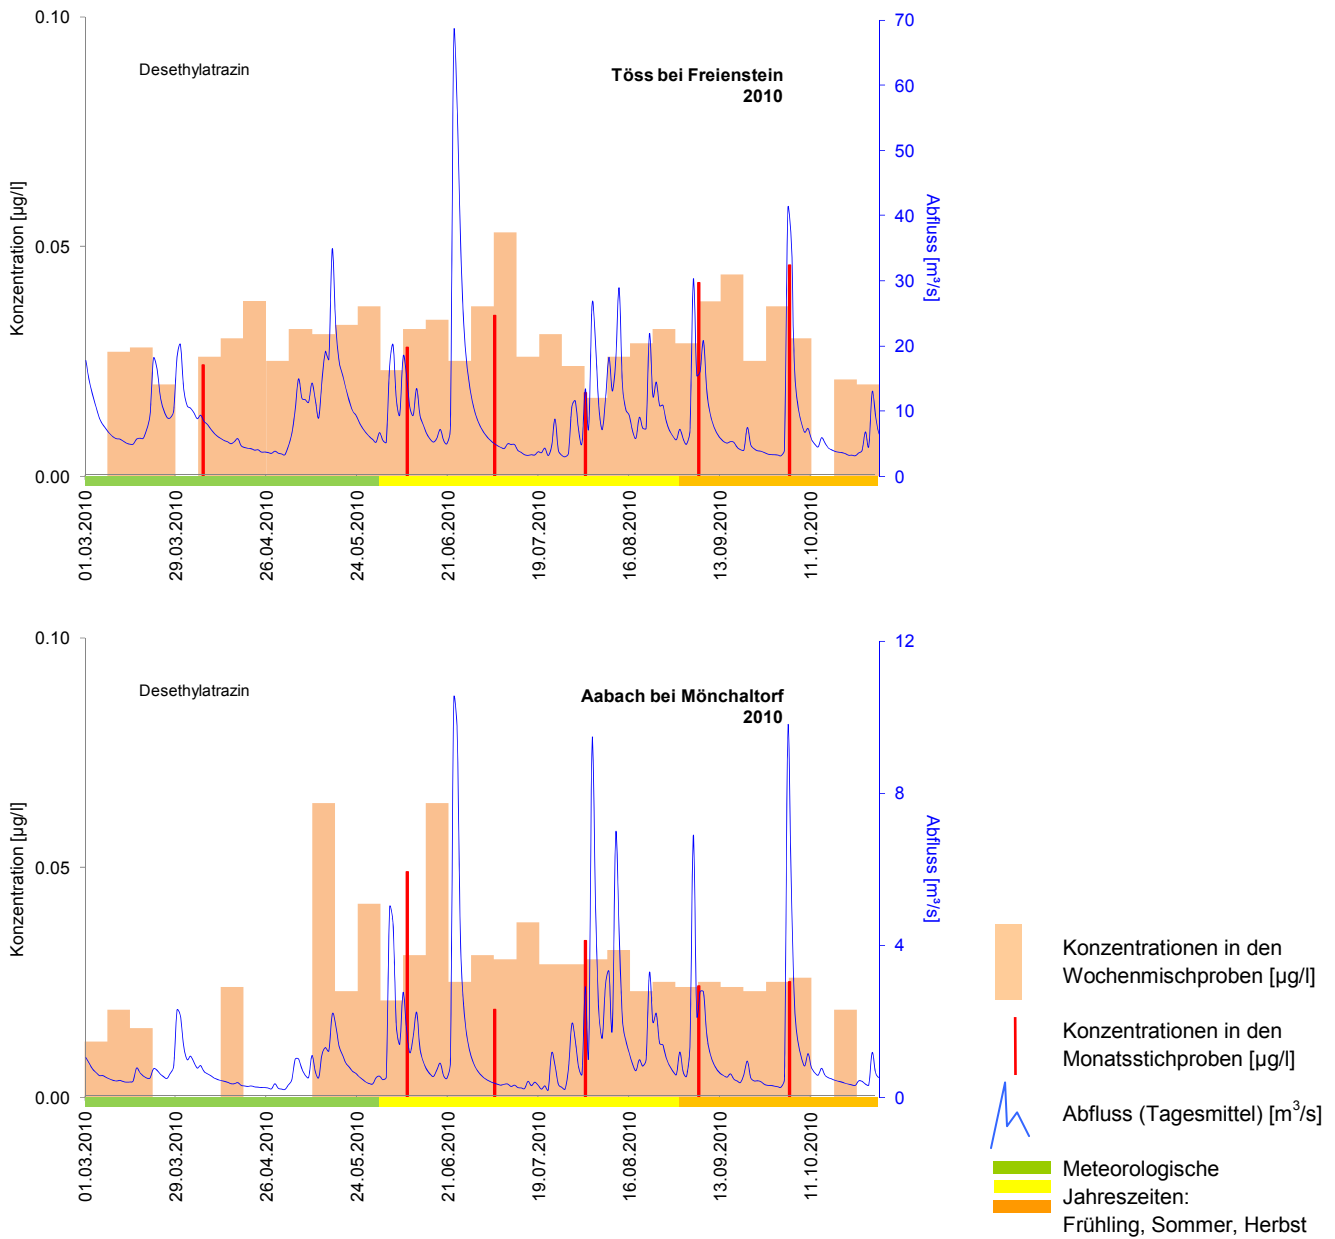 0.10
0.05
0.00
Konzentration [µg/l]
Desethylatrazin
Töss bei Freienstein
2010
70
60
50
40
30
20
10
0
Abfluss [m³/s]
01.03.2010
29.03.2010
26.04.2010
24.05.2010
21.06.2010
19.07.2010
16.08.2010
13.09.2010
11.10.2010
0.10
0.05
0.00
Konzentration [µg/l]
Desethylatrazin
Aabach bei Mönchaltorf
2010
12
8
4
0
Abfluss [m³/s]
01.03.2010
29.03.2010
26.04.2010
24.05.2010
21.06.2010
19.07.2010
16.08.2010
13.09.2010
11.10.2010
Konzentrationen in den
Wochenmischproben [µg/l]
Konzentrationen in den
Monatsstichproben [µg/l]
Abfluss (Tagesmittel) [m³/s]
Meteorologische
Jahreszeiten:
Frühling, Sommer, Herbst